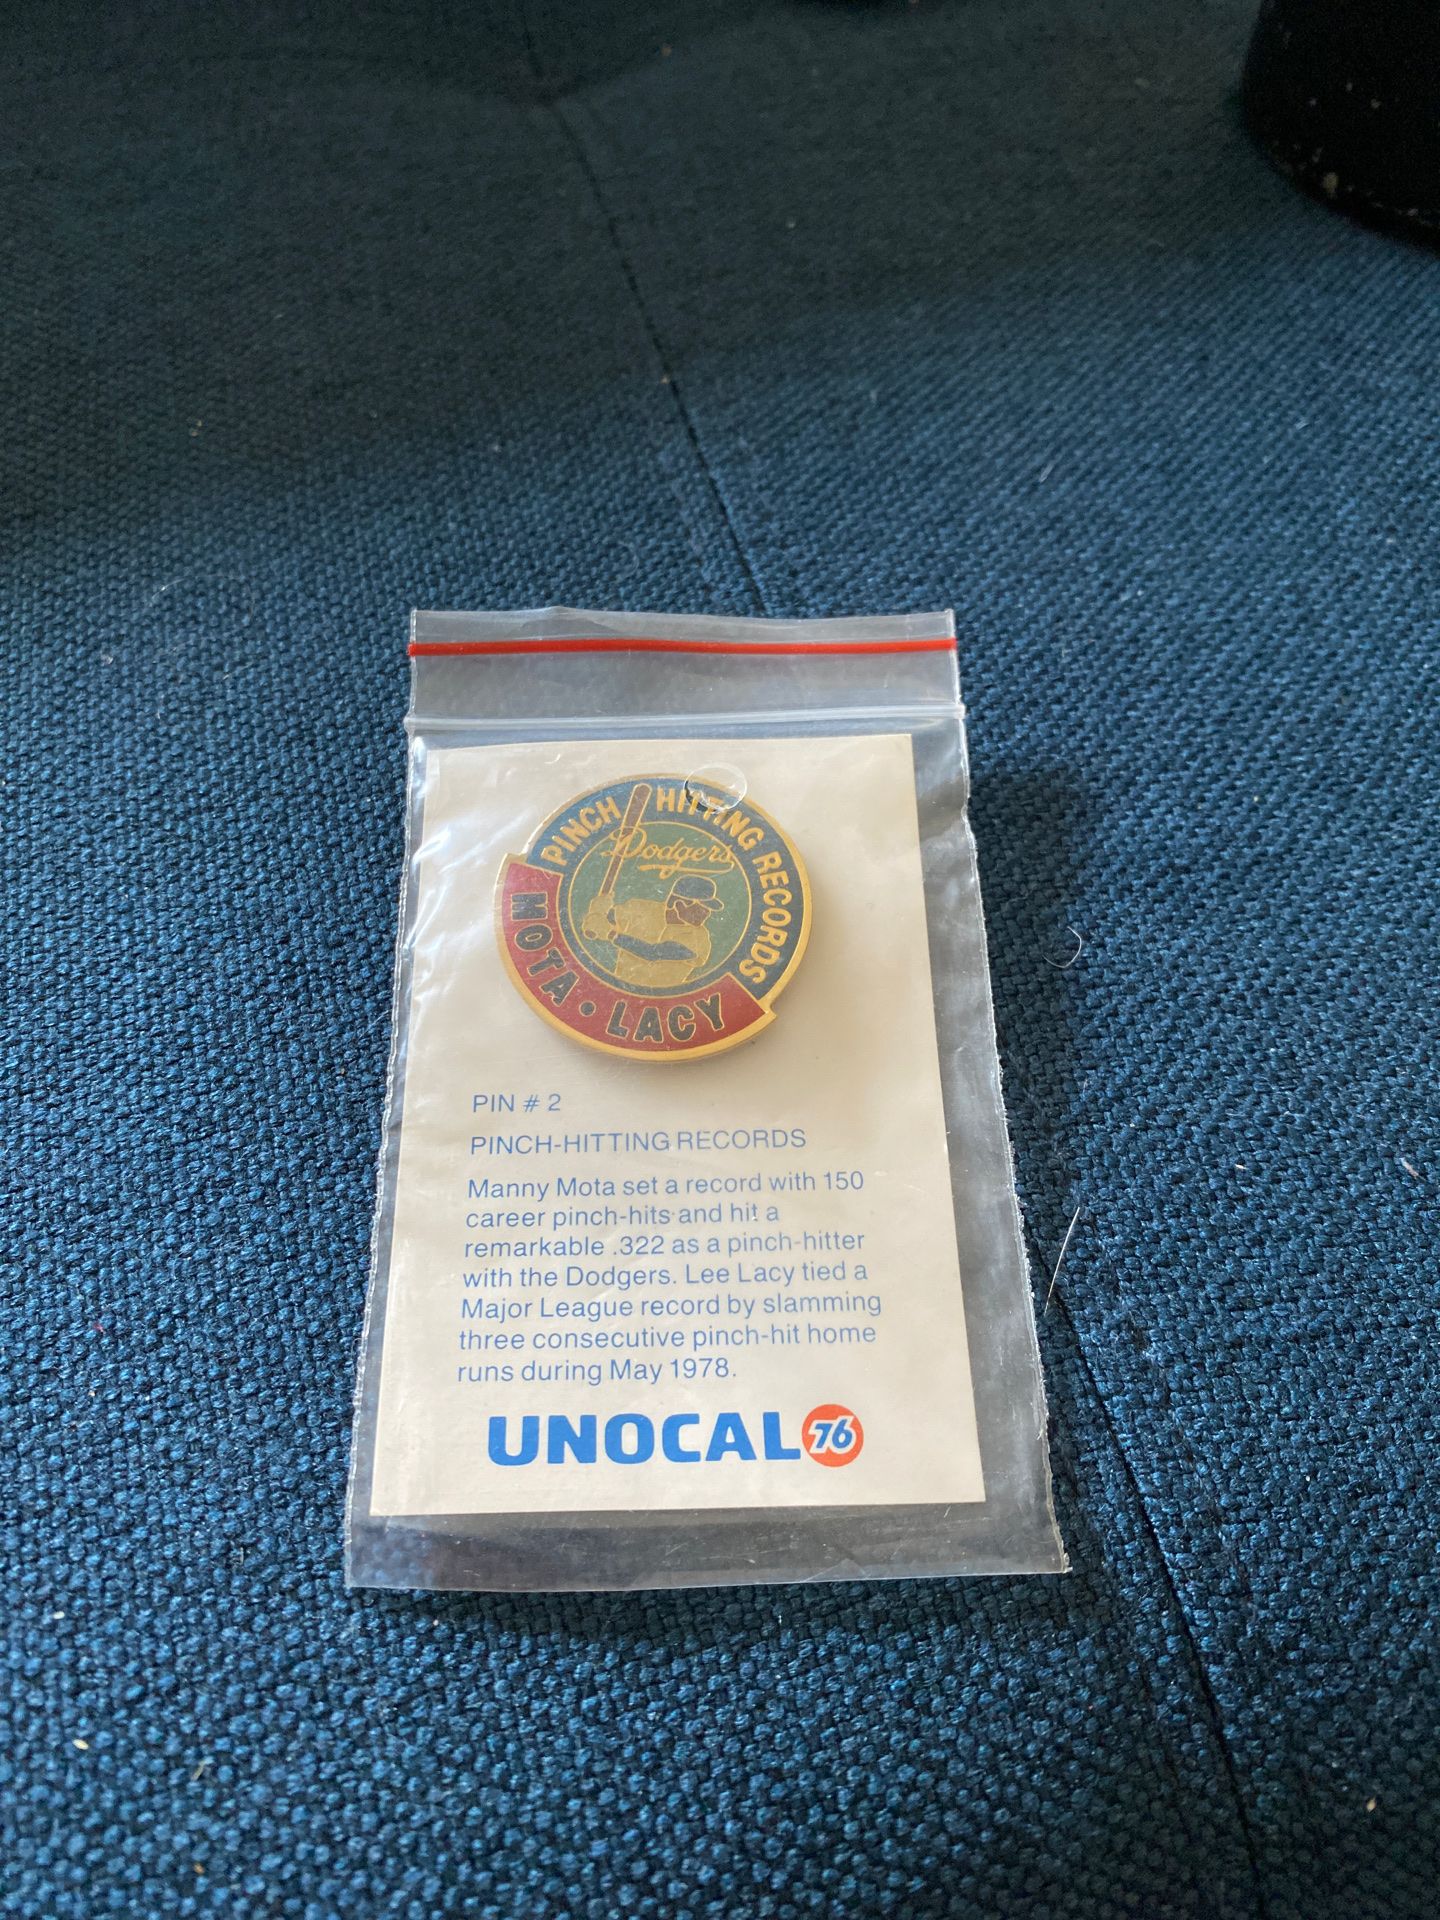 PINCH HITTING RECORDS
Dodgers
MOTA • LACY
PIN # 2
PINCH-HITTING RECORDS
Manny Mota set a record with 150
career pinch-hits and hit a
remarkable .322 as a pinch-hitter
with the Dodgers. Lee Lacy tied a
Major League record by slamming
three consecutive pinch-hit home
runs during May 1978.
UNOCAL 76